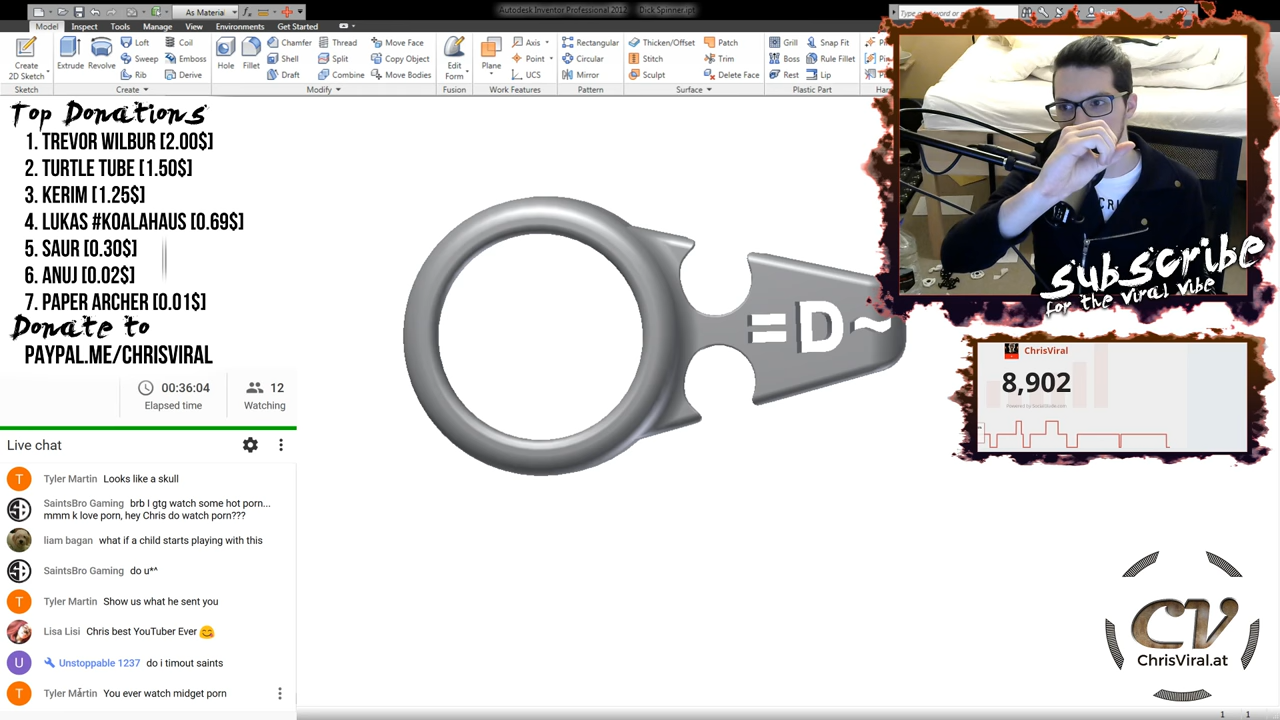 Autodesk Inventor Professional 2012 Dick Spinner.ipt
As Material
Type a keyword or phrase
Model Inspect Tools Manage View Environments Get Started
Create
2D Sketch
Extrude
Revolve
Loft
Sweep
Rib
Coil
Emboss
Derive
Hole
Fillet
Chamfer
Shell
Draft
Thread
Split
Combine
Move Face
Copy Object
Move Bodies
Edit
Form
Plane
Axis
Point
UCS
Rectangular
Circular
Mirror
Thicken/Offset
Stitch
Sculpt
Patch
Trim
Delete Face
Grill
Boss
Rest
Snap Fit
Rule Fillet
Lip
Sketch
Create
Modify
Fusion
Work Features
Pattern
Surface
Plastic Part
Top Donations
1. TREVOR WILBUR [2.00$]
2. TURTLE TUBE [1.50$]
3. KERIM [1.25$]
4. LUKAS #KOALAHAUS [0.69$]
5. SAUR [0.30$]
6. ANUJ [0.02$]
7. PAPER ARCHER [0.01$]
Donate to
PAYPAL.ME/CHRISVIRAL
00:36:04
Elapsed time
12
Watching
Live chat
Tyler Martin Looks like a skull
SaintsBro Gaming brb I gtg watch some hot porn...
mmm k love porn, hey Chris do watch porn???
liam bagan what if a child starts playing with this
SaintsBro Gaming do u*^
Tyler Martin Show us what he sent you
Lisa Lisi Chris best YouTuber Ever 😊
Unstoppable 1237 do i timout saints
Tyler Martin You ever watch midget porn
=D~
subscribe
for the viral vibe
ChrisViral
8,902
CV
ChrisViral.at
1 1